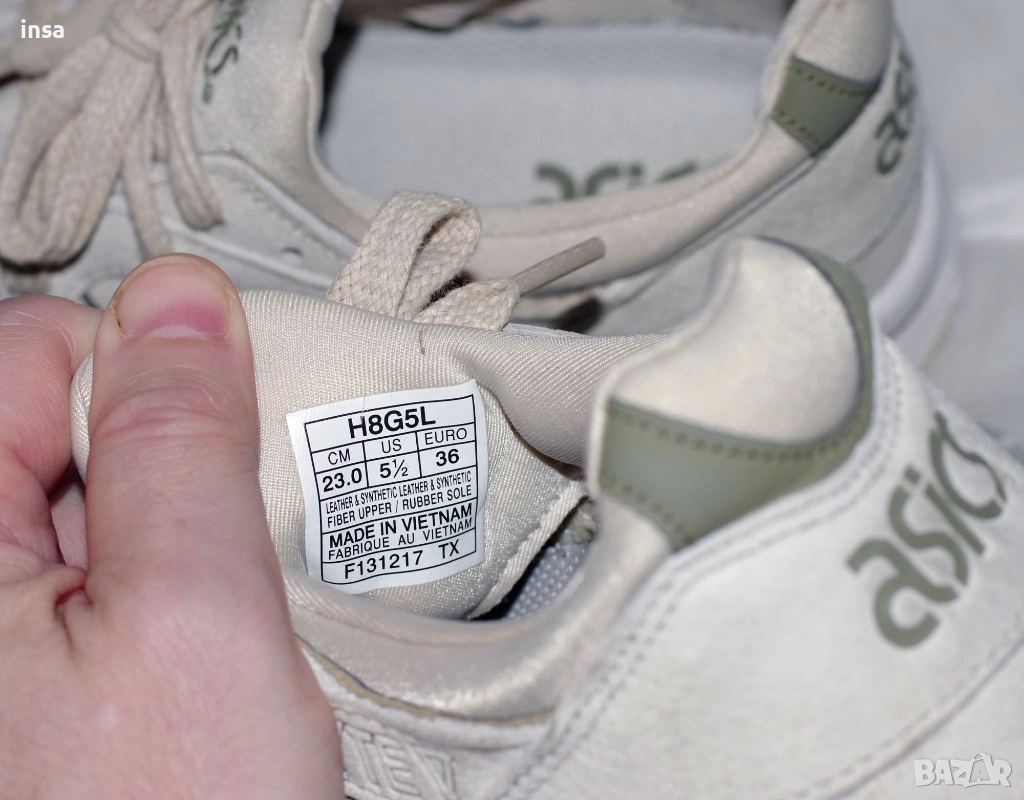 insa
asics
asics
H8G5L
CM US EURO
23.0 5½ 36
LEATHER & SYNTHETIC LEATHER & SYNTHETIC
FIBER UPPER / RUBBER SOLE
MADE IN VIETNAM
FABRIQUE AU VIETNAM
F131217 TX
asics
BAZAR